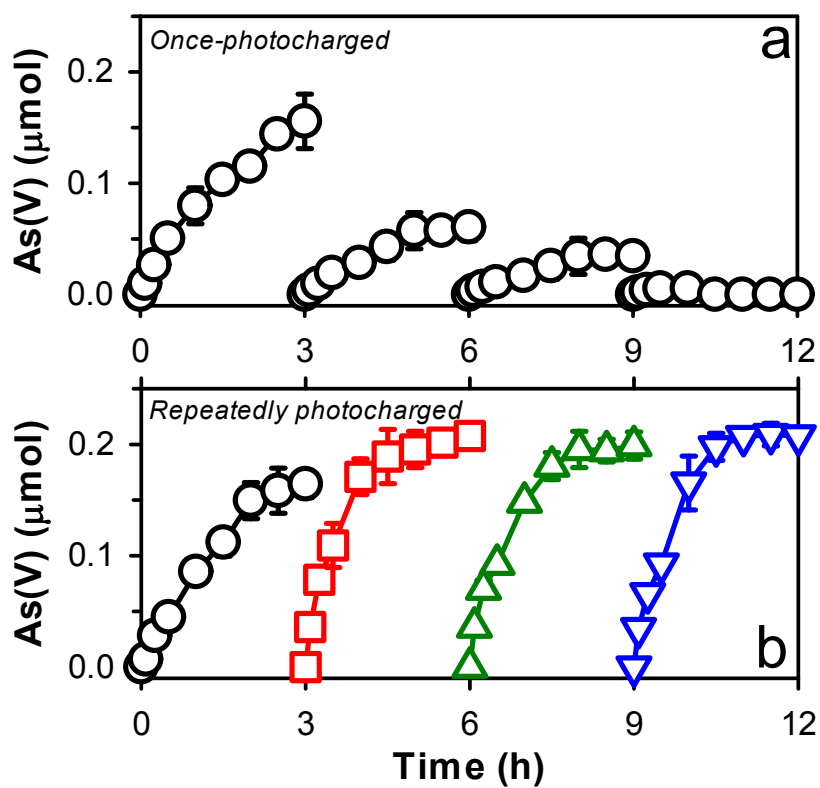 Once-photocharged
a
As(V) (μmol)
0.2
0.1
0.0
0 3 6 9 12
Repeatedly photocharged
b
As(V) (μmol)
0.2
0.1
0.0
0 3 6 9 12
Time (h)